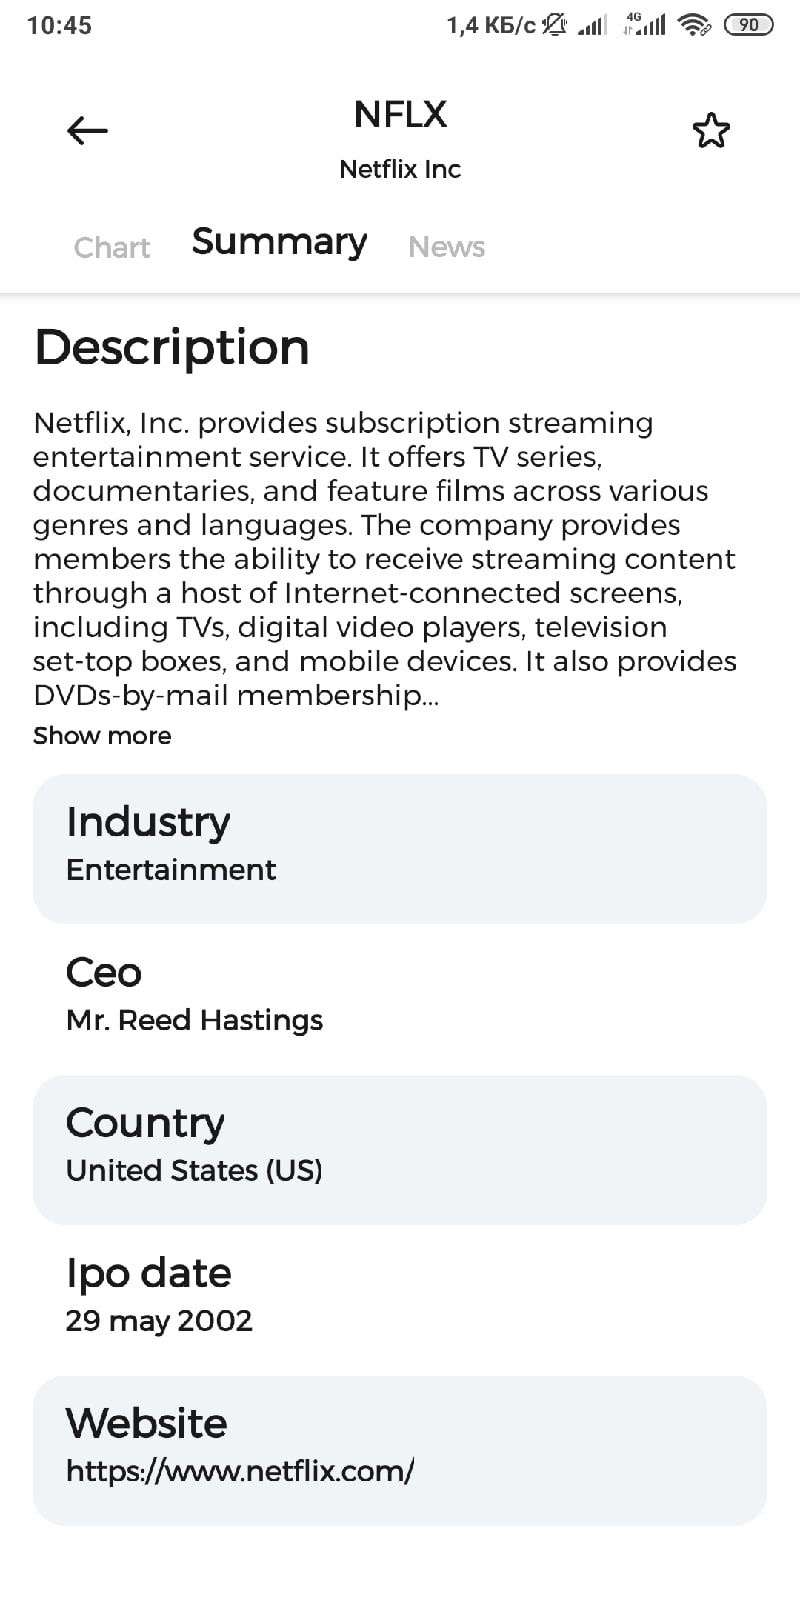 10:45
1,4 КБ/с 4G 90
NFLX
Netflix Inc
Chart Summary News
Description
Netflix, Inc. provides subscription streaming
entertainment service. It offers TV series,
documentaries, and feature films across various
genres and languages. The company provides
members the ability to receive streaming content
through a host of Internet-connected screens,
including TVs, digital video players, television
set-top boxes, and mobile devices. It also provides
DVDs-by-mail membership...
Show more
Industry
Entertainment
Ceo
Mr. Reed Hastings
Country
United States (US)
Ipo date
29 may 2002
Website
https://www.netflix.com/